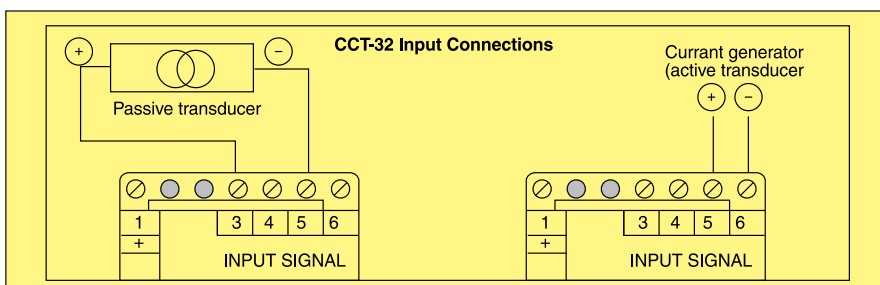 CCT-32 Input Connections
+ −
Passive transducer
Currant generator
(active transducer
+ −
1 3 4 5 6
+
INPUT SIGNAL
1 3 4 5 6
+
INPUT SIGNAL